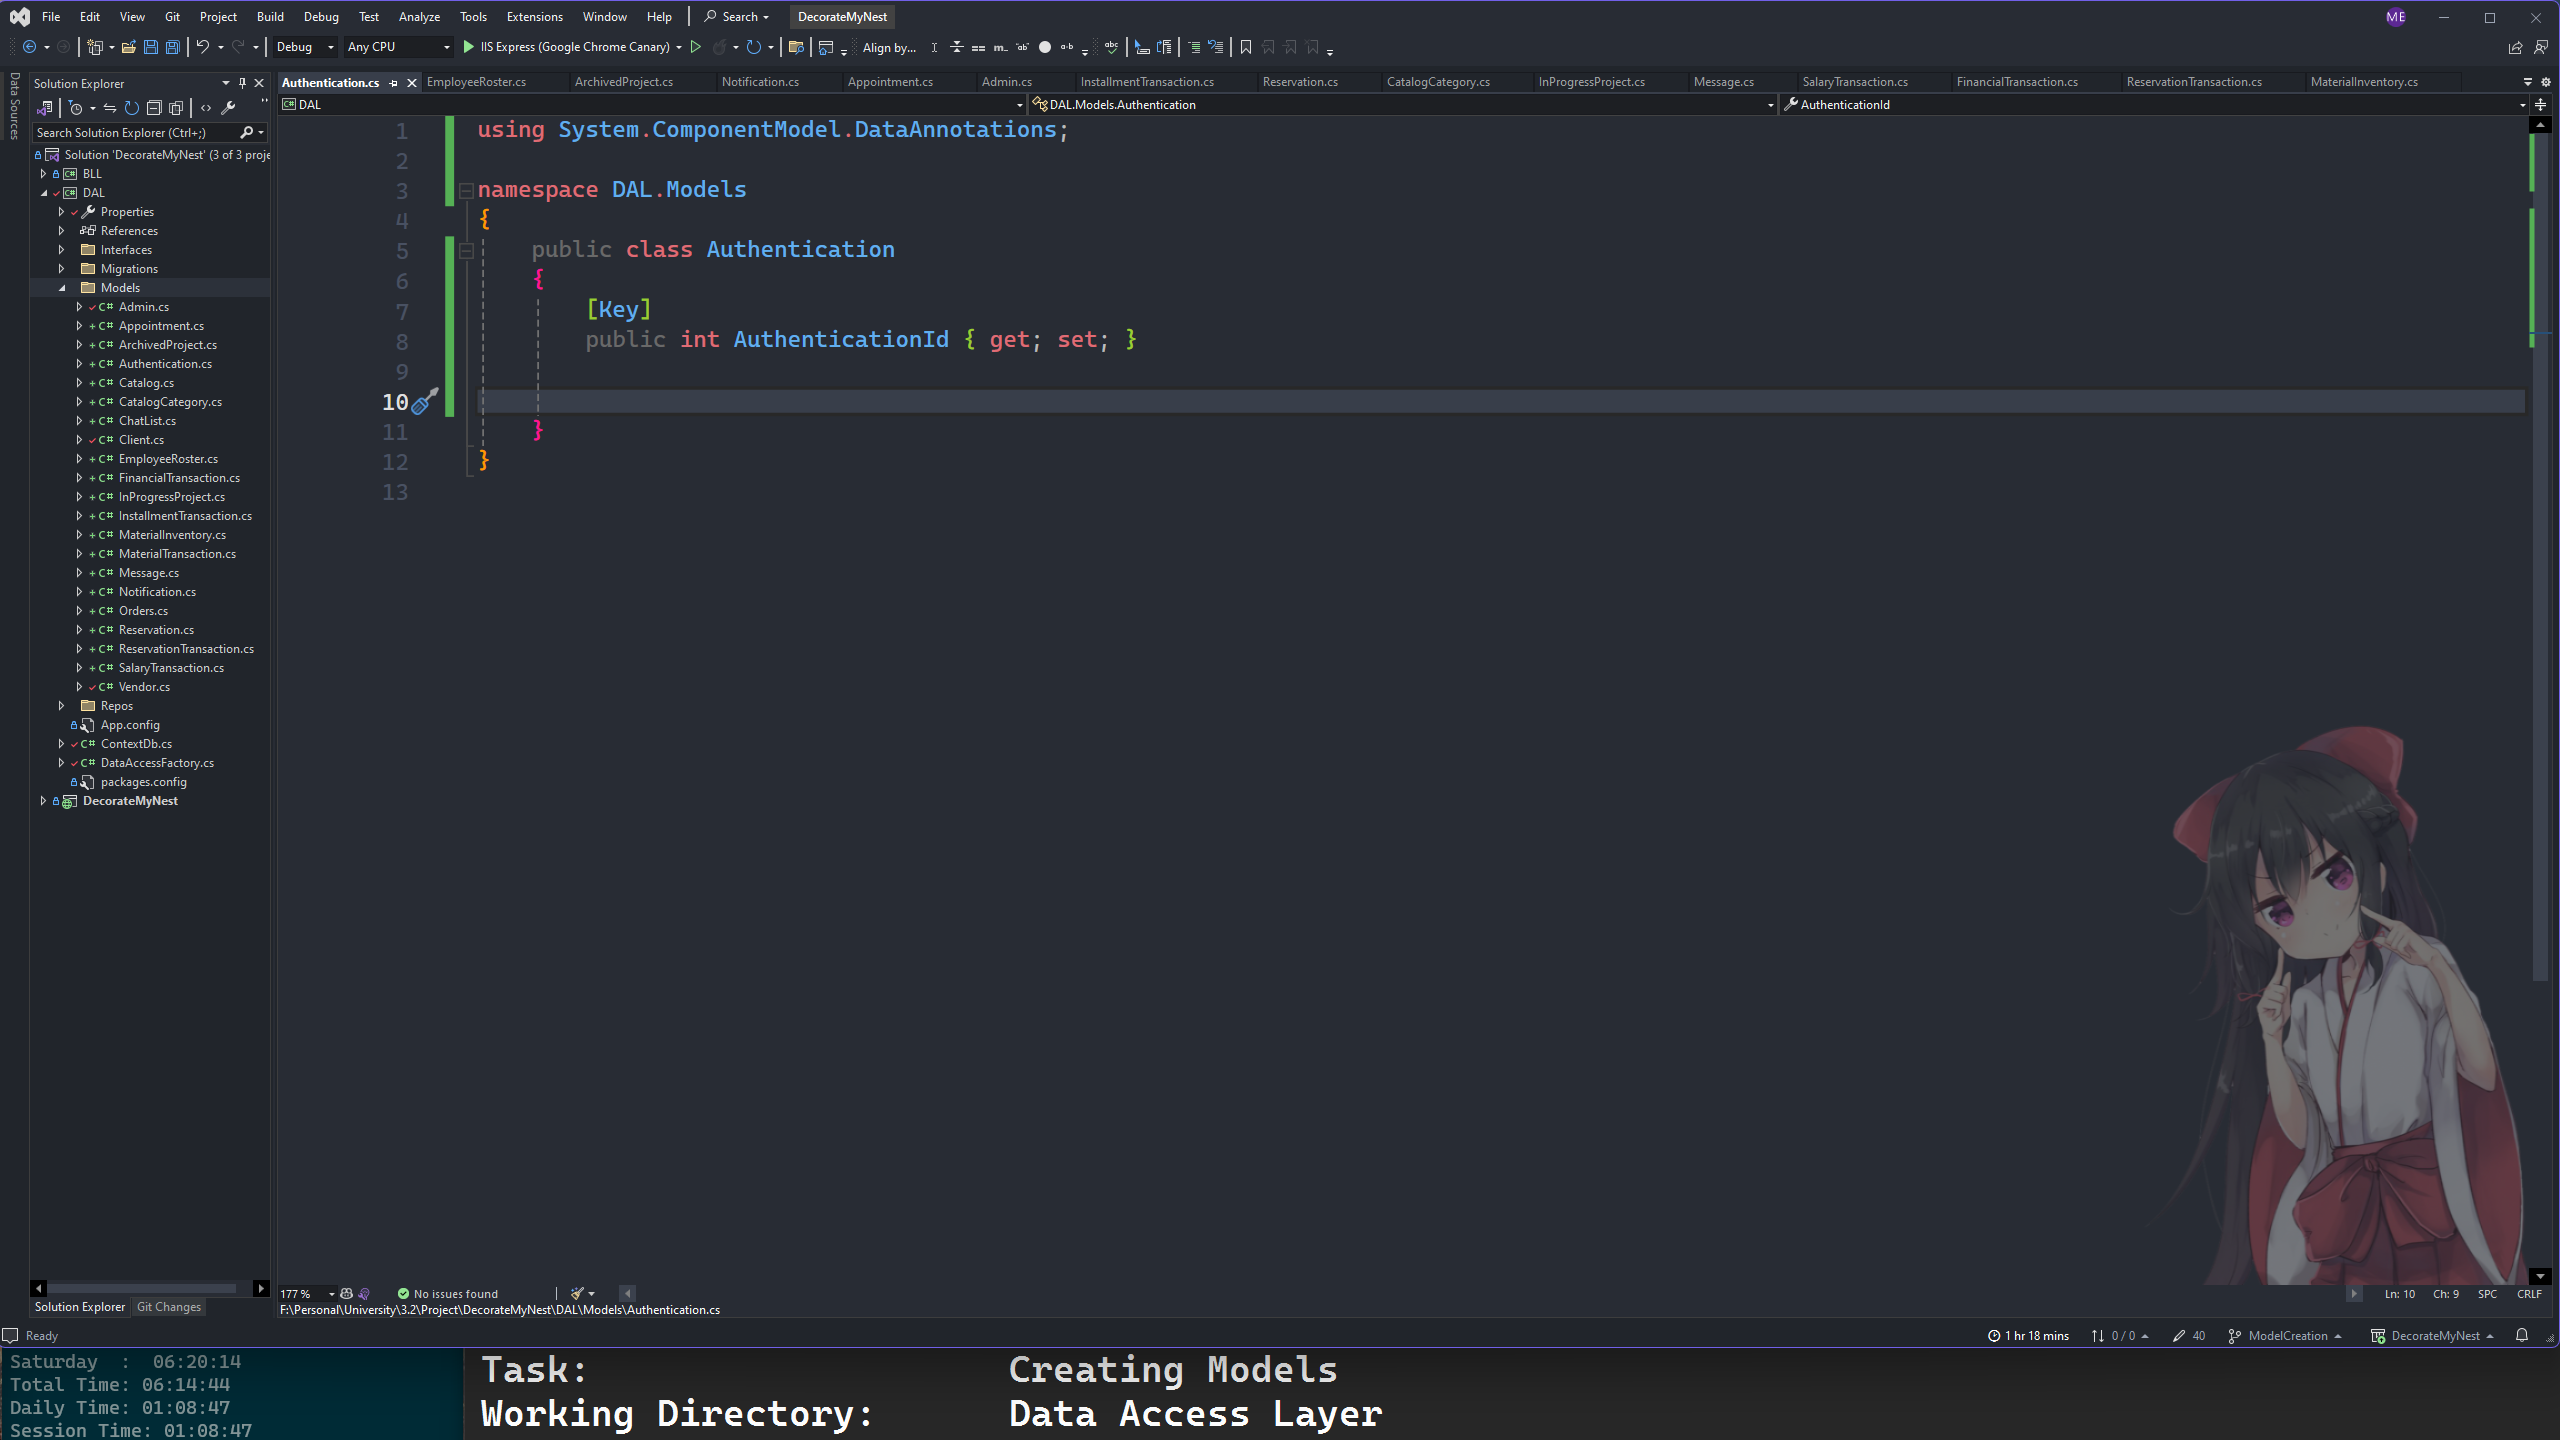 File Edit View Git Project Build Debug Test Analyze Tools Extensions Window Help Search DecorateMyNest ME
Debug Any CPU IIS Express (Google Chrome Canary) Align by...
Data Sources
Solution Explorer
Search Solution Explorer (Ctrl+;)
Solution 'DecorateMyNest' (3 of 3 proje
BLL
DAL
Properties
References
Interfaces
Migrations
Models
C# Admin.cs
C# Appointment.cs
C# ArchivedProject.cs
C# Authentication.cs
C# Catalog.cs
C# CatalogCategory.cs
C# ChatList.cs
C# Client.cs
C# EmployeeRoster.cs
C# FinancialTransaction.cs
C# InProgressProject.cs
C# InstallmentTransaction.cs
C# MaterialInventory.cs
C# MaterialTransaction.cs
C# Message.cs
C# Notification.cs
C# Orders.cs
C# Reservation.cs
C# ReservationTransaction.cs
C# SalaryTransaction.cs
C# Vendor.cs
Repos
App.config
C# ContextDb.cs
C# DataAccessFactory.cs
packages.config
DecorateMyNest
Solution Explorer Git Changes
Authentication.cs EmployeeRoster.cs ArchivedProject.cs Notification.cs Appointment.cs Admin.cs InstallmentTransaction.cs Reservation.cs CatalogCategory.cs InProgressProject.cs Message.cs SalaryTransaction.cs FinancialTransaction.cs ReservationTransaction.cs MaterialInventory.cs
DAL DAL.Models.Authentication AuthenticationId
1 using System.ComponentModel.DataAnnotations;
2
3 namespace DAL.Models
4 {
5 public class Authentication
6 {
7 [Key]
8 public int AuthenticationId { get; set; }
9
10
11 }
12 }
13
177 % No issues found Ln: 10 Ch: 9 SPC CRLF
F:\Personal\University\3.2\Project\DecorateMyNest\DAL\Models\Authentication.cs
Ready 1 hr 18 mins 0 / 0 40 ModelCreation DecorateMyNest
Saturday : 06:20:14
Total Time: 06:14:44
Daily Time: 01:08:47
Session Time: 01:08:47
Task: Creating Models
Working Directory: Data Access Layer